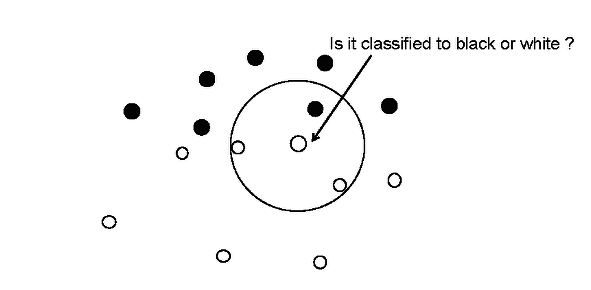 Is it classified to black or white ?